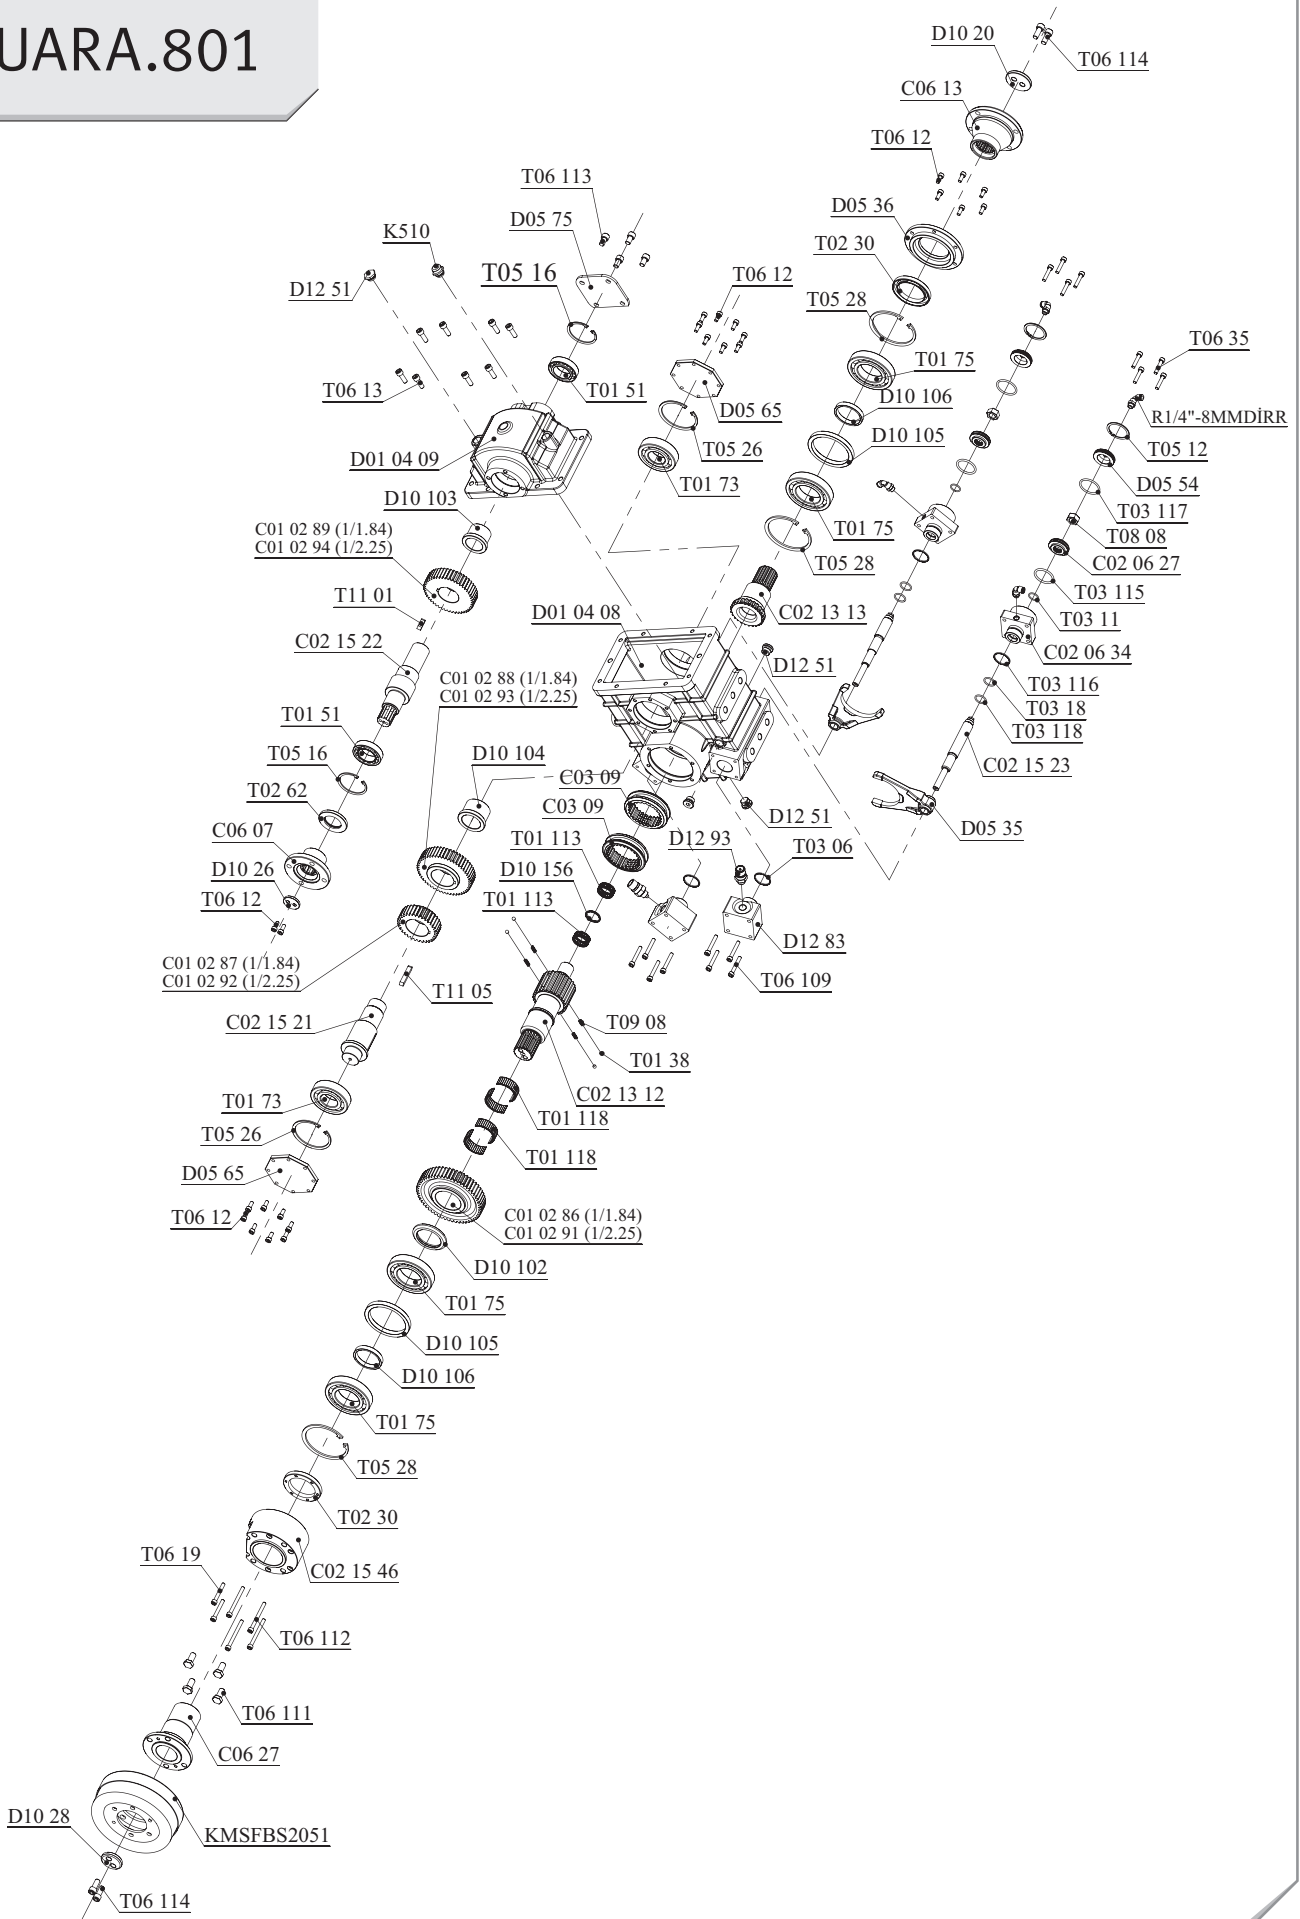 UARA.801
D10 20
T06 114
C06 13
T06 12
T06 113
D05 36
D05 75
K510
T02 30
T05 16
T06 12
D12 51
T05 28
T06 35
T01 75
T06 13
T01 51
D10 106
D05 65
R1/4"-8MMDİRR
D10 105
T05 12
T05 26
D01 04 09
T01 73
D05 54
D10 103
T03 117
C01 02 89 (1/1.84)
C01 02 94 (1/2.25)
T01 75
T08 08
T05 28
C02 06 27
T11 01
T03 115
D01 04 08
C02 13 13
T03 11
C02 15 22
C02 06 34
D12 51
C01 02 88 (1/1.84)
C01 02 93 (1/2.25)
T03 116
T03 18
T01 51
T03 118
T05 16
D10 104
C02 15 23
C03 09
T02 62
C03 09
D12 51
D05 35
C06 07
T01 113
D12 93
T03 06
D10 26
D10 156
T06 12
T01 113
D12 83
C01 02 87 (1/1.84)
C01 02 92 (1/2.25)
T06 109
T11 05
C02 15 21
T09 08
T01 38
C02 13 12
T01 73
T01 118
T05 26
T01 118
D05 65
T06 12
C01 02 86 (1/1.84)
C01 02 91 (1/2.25)
D10 102
T01 75
D10 105
D10 106
T01 75
T05 28
T02 30
T06 19
C02 15 46
T06 112
T06 111
C06 27
D10 28
KMSFBS2051
T06 114